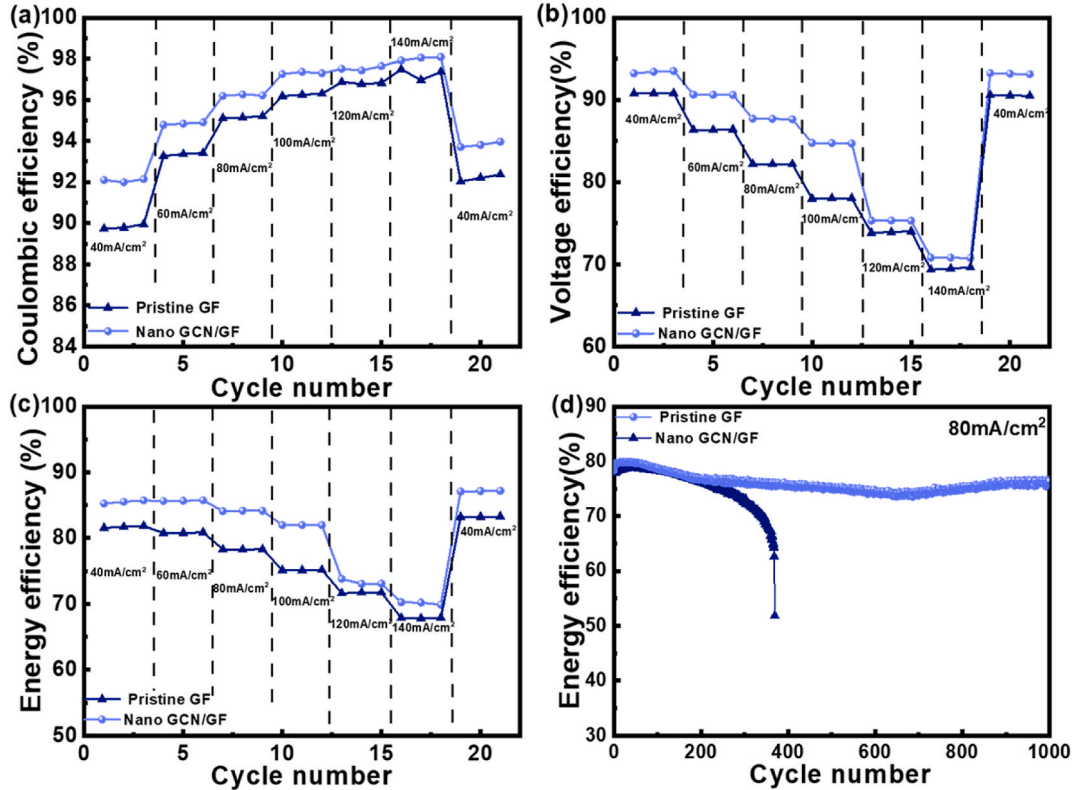 (a)
100
98
96
94
92
90
88
86
84
Coulombic efficiency (%)
40mA/cm²
60mA/cm²
80mA/cm²
100mA/cm²
120mA/cm²
140mA/cm²
40mA/cm²
Pristine GF
Nano GCN/GF
0 5 10 15 20
Cycle number
(b)
100
90
80
70
60
Voltage efficiency(%)
40mA/cm²
60mA/cm²
80mA/cm²
100mA/cm²
120mA/cm²
140mA/cm²
40mA/cm²
Pristine GF
Nano GCN/GF
0 5 10 15 20
Cycle number
(c)
100
90
80
70
60
50
Energy efficiency (%)
40mA/cm²
60mA/cm²
80mA/cm²
100mA/cm²
120mA/cm²
140mA/cm²
40mA/cm²
Pristine GF
Nano GCN/GF
0 5 10 15 20
Cycle number
(d)
90
80
70
60
50
40
30
Energy efficiency(%)
Pristine GF
Nano GCN/GF
80mA/cm²
0 200 400 600 800 1000
Cycle number